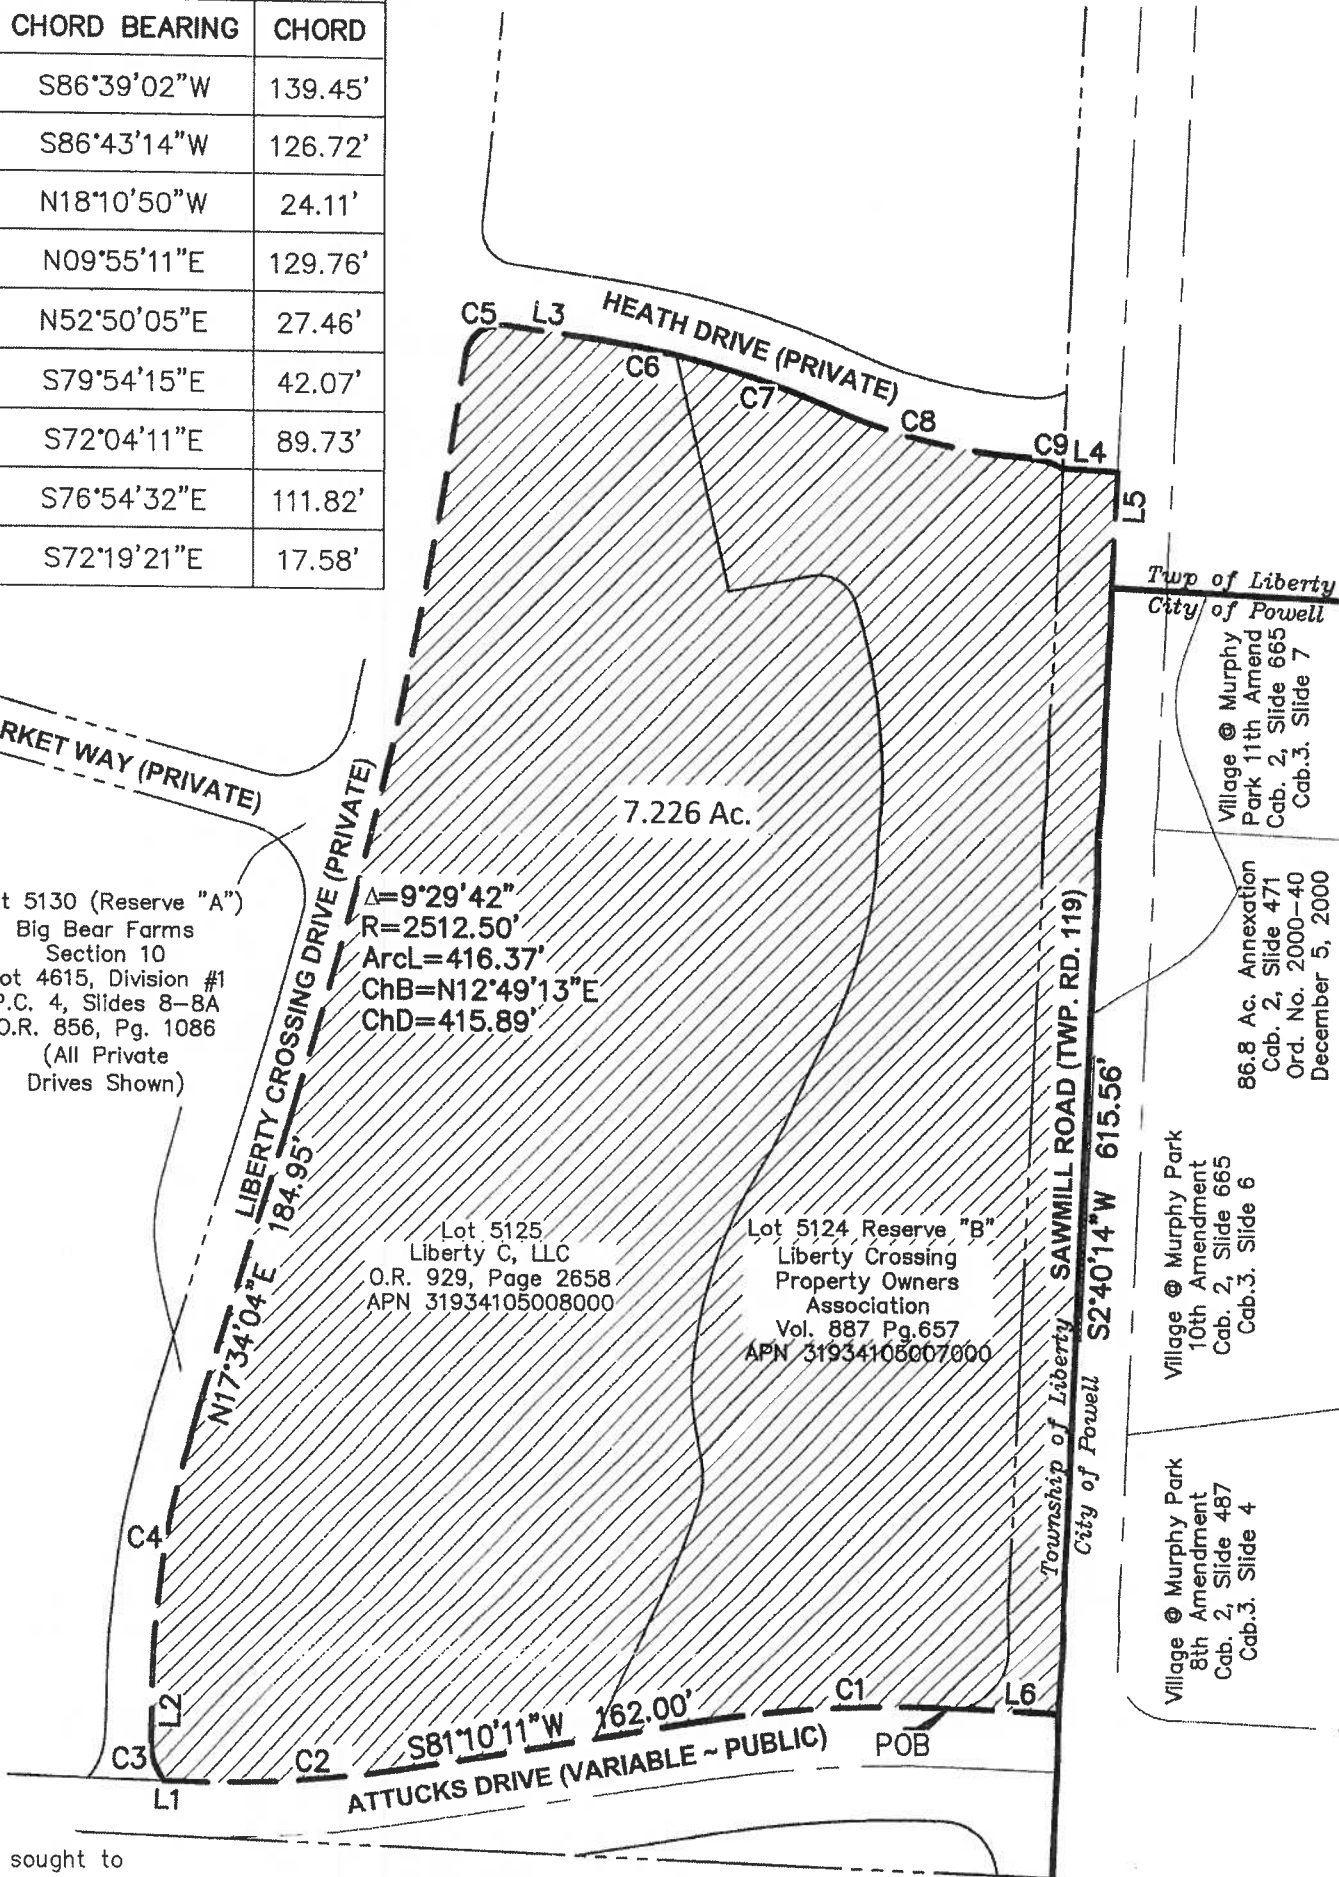 CHORD BEARING CHORD
S86°39'02"W 139.45'
S86°43'14"W 126.72'
N18°10'50"W 24.11'
N09°55'11"E 129.76'
N52°50'05"E 27.46'
S79°54'15"E 42.07'
S72°04'11"E 89.73'
S76°54'32"E 111.82'
S72°19'21"E 17.58'
C5
L3
HEATH DRIVE (PRIVATE)
C6
C7
C8
C9
L4
L5
Twp of Liberty
City of Powell
Village @ Murphy
Park 11th Amend
Cab. 2, Slide 665
Cab.3. Slide 7
RKET WAY (PRIVATE)
7.226 Ac.
t 5130 (Reserve "A")
Big Bear Farms
Section 10
ot 4615, Division #1
P.C. 4, Slides 8-8A
O.R. 856, Pg. 1086
(All Private
Drives Shown)
LIBERTY CROSSING DRIVE (PRIVATE)
Δ=9°29'42"
R=2512.50'
ArcL=416.37'
ChB=N12°49'13"E
ChD=415.89'
86.8 Ac. Annexation
Cab. 2, Slide 471
Ord. No. 2000-40
December 5, 2000
SAWMILL ROAD (TWP. RD. 119)
S2°40'14"W 615.56'
N17°34'04"E 184.95'
Lot 5125
Liberty C, LLC
O.R. 929, Page 2658
APN 31934105008000
Lot 5124 Reserve "B"
Liberty Crossing
Property Owners
Association
Vol. 887 Pg.657
APN 31934105007000
Village @ Murphy Park
10th Amendment
Cab. 2, Slide 665
Cab.3. Slide 6
Township of Liberty
City of Powell
Village @ Murphy Park
8th Amendment
Cab. 2, Slide 487
Cab.3. Slide 4
C4
L2
C3
L1
C2
S81°10'11"W 162.00'
C1
L6
POB
ATTUCKS DRIVE (VARIABLE ~ PUBLIC)
sought to